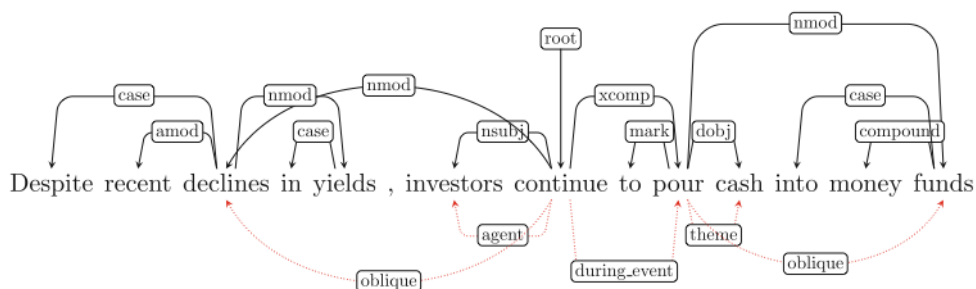 nmod
root
case nmod nmod xcomp case
amod case nsubj mark dobj compound
Despite recent declines in yields , investors continue to pour cash into money funds
agent theme
oblique during_event oblique